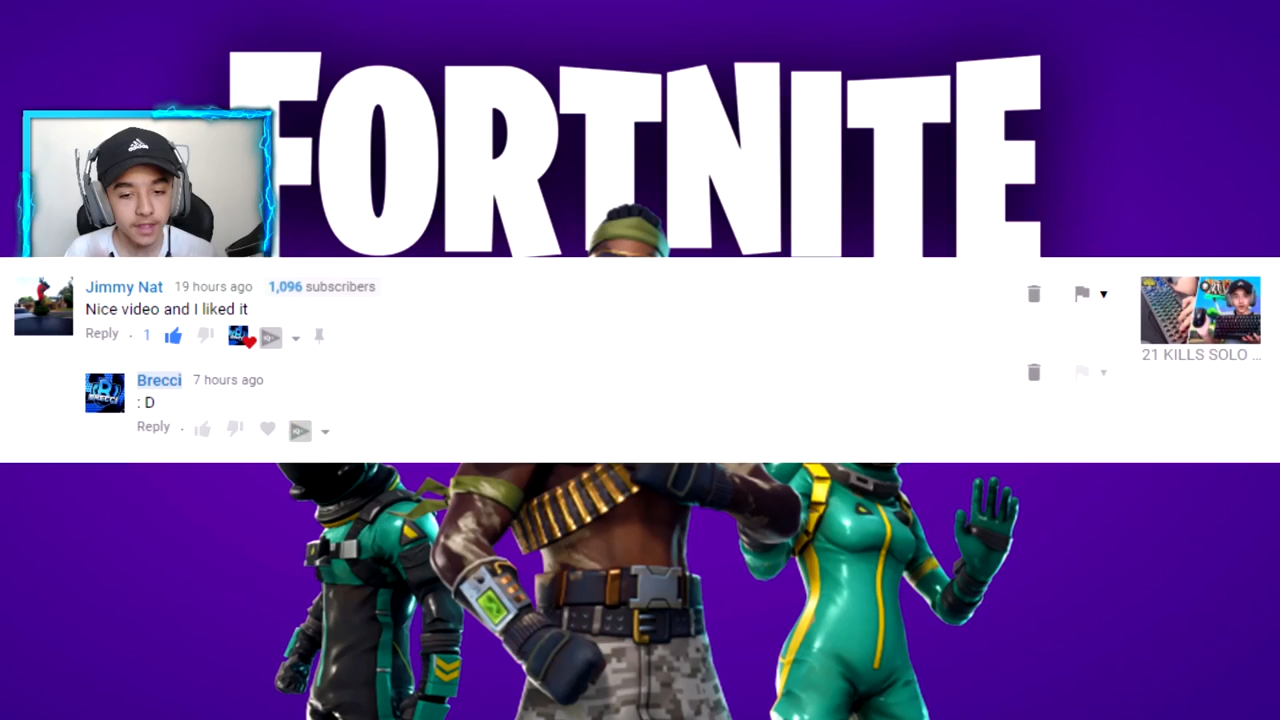 FORTNITE
Jimmy Nat 19 hours ago 1,096 subscribers
Nice video and I liked it
Reply . 1
21 KILLS SOLO ...
Brecci 7 hours ago
BRECCI
: D
Reply .